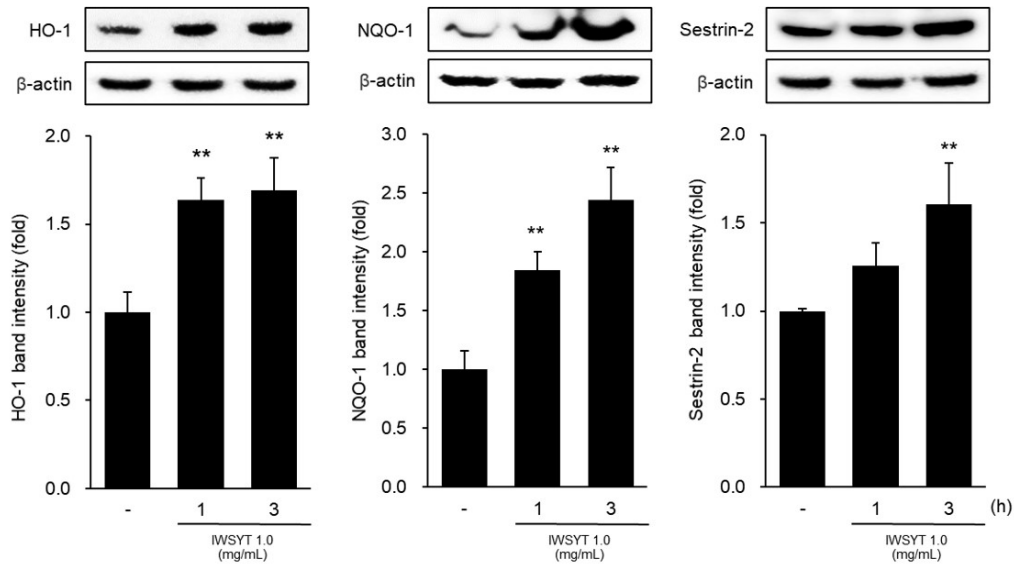 HO-1
β-actin
HO-1 band intensity (fold)
2.0
1.5
1.0
0.5
0.0
**
**
- 1 3
IWSYT 1.0
(mg/mL)
NQO-1
β-actin
NQO-1 band intensity (fold)
3.0
2.5
2.0
1.5
1.0
0.5
0.0
**
**
- 1 3
IWSYT 1.0
(mg/mL)
Sestrin-2
β-actin
Sestrin-2 band intensity (fold)
2.0
1.5
1.0
0.5
0.0
**
- 1 3 (h)
IWSYT 1.0
(mg/mL)